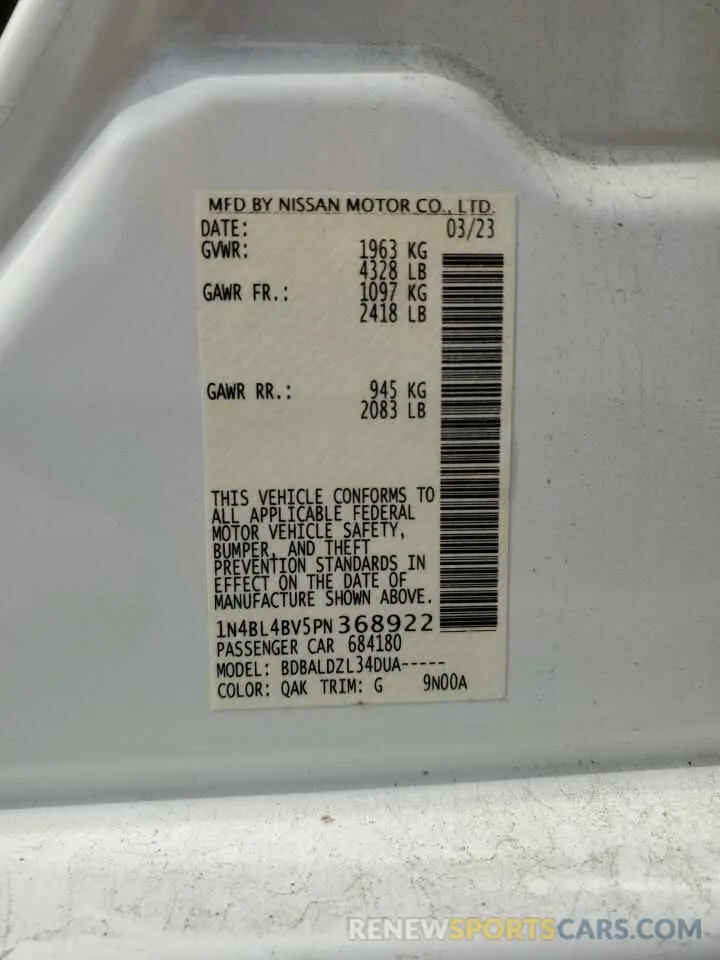 MFD BY NISSAN MOTOR CO., LTD.
DATE: 03/23
GVWR: 1963 KG
4328 LB
GAWR FR.: 1097 KG
2418 LB
GAWR RR.: 945 KG
2083 LB
THIS VEHICLE CONFORMS TO
ALL APPLICABLE FEDERAL
MOTOR VEHICLE SAFETY,
BUMPER, AND THEFT
PREVENTION STANDARDS IN
EFFECT ON THE DATE OF
MANUFACTURE SHOWN ABOVE.
1N4BL4BV5PN368922
PASSENGER CAR 684180
MODEL: BDBALDZL34DUA-----
COLOR: QAK TRIM: G 9N00A
RENEWSPORTSCARS.COM